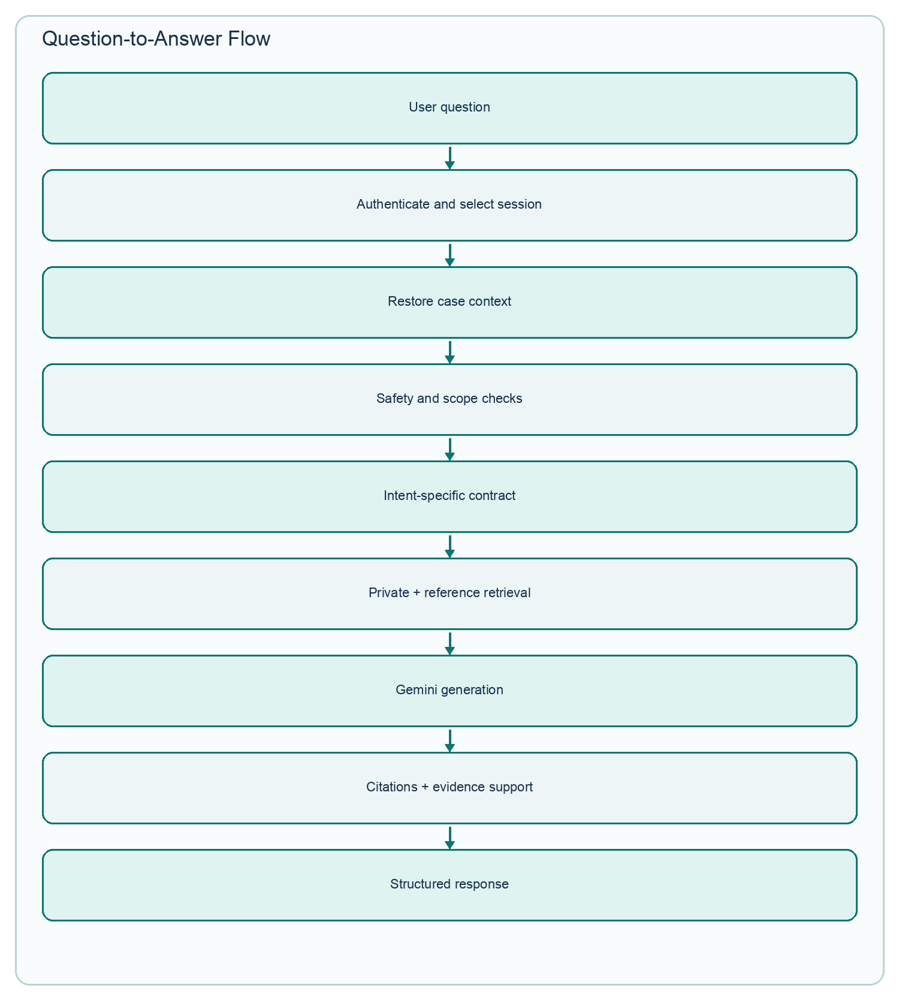 Question-to-Answer Flow
User question
Authenticate and select session
Restore case context
Safety and scope checks
Intent-specific contract
Private + reference retrieval
Gemini generation
Citations + evidence support
Structured response